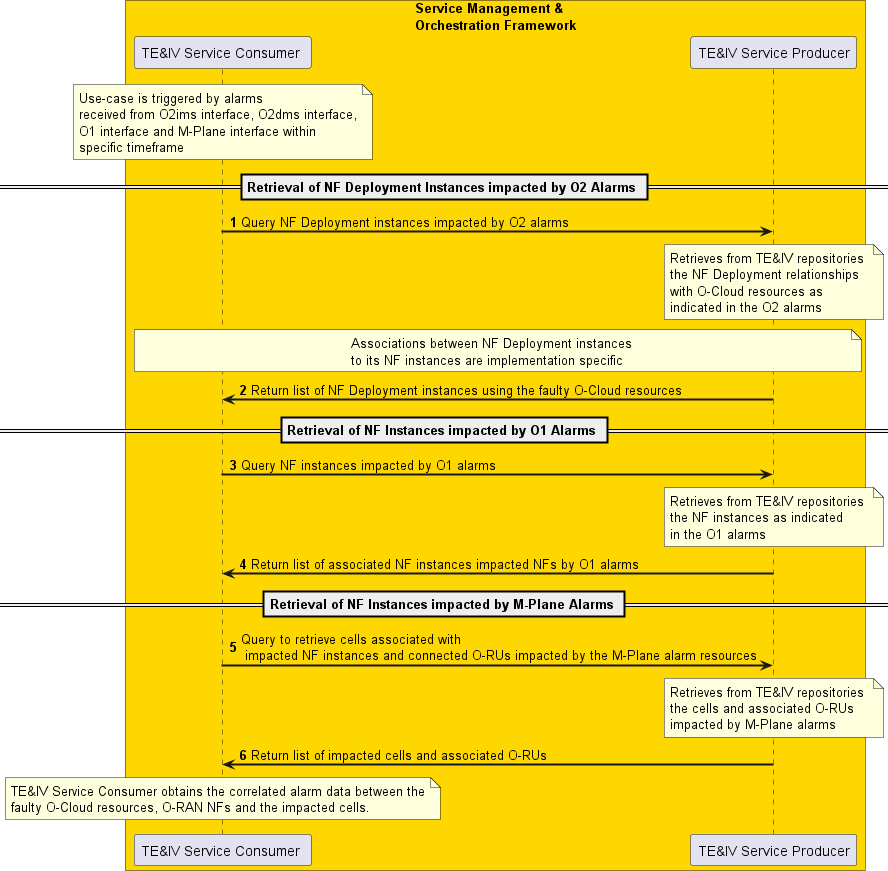 Service Management &
Orchestration Framework
TE&IV Service Consumer
TE&IV Service Producer
Use-case is triggered by alarms
received from O2ims interface, O2dms interface,
O1 interface and M-Plane interface within
specific timeframe
Retrieval of NF Deployment Instances impacted by O2 Alarms
1 Query NF Deployment instances impacted by O2 alarms
Retrieves from TE&IV repositories
the NF Deployment relationships
with O-Cloud resources as
indicated in the O2 alarms
Associations between NF Deployment instances
to its NF instances are implementation specific
2 Return list of NF Deployment instances using the faulty O-Cloud resources
Retrieval of NF Instances impacted by O1 Alarms
3 Query NF instances impacted by O1 alarms
Retrieves from TE&IV repositories
the NF instances as indicated
in the O1 alarms
4 Return list of associated NF instances impacted NFs by O1 alarms
Retrieval of NF Instances impacted by M-Plane Alarms
5 Query to retrieve cells associated with
impacted NF instances and connected O-RUs impacted by the M-Plane alarm resources
Retrieves from TE&IV repositories
the cells and associated O-RUs
impacted by M-Plane alarms
6 Return list of impacted cells and associated O-RUs
TE&IV Service Consumer obtains the correlated alarm data between the
faulty O-Cloud resources, O-RAN NFs and the impacted cells.
TE&IV Service Consumer
TE&IV Service Producer